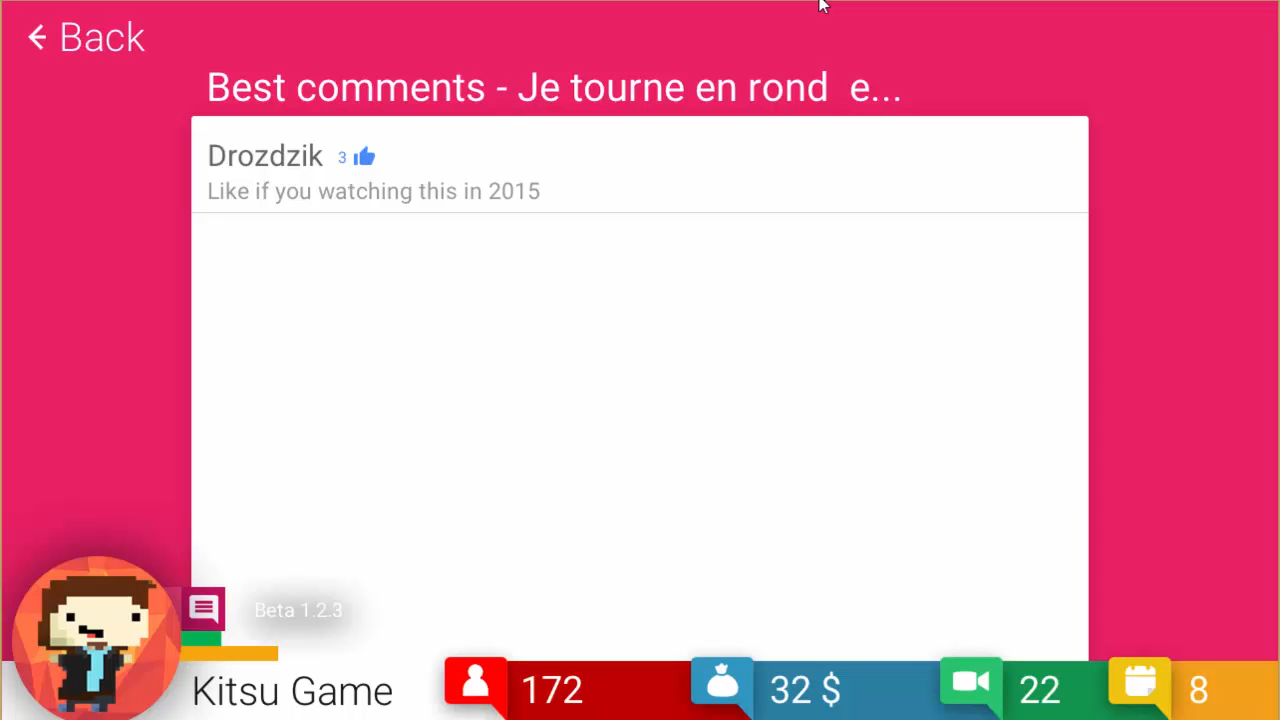 Back
Best comments - Je tourne en rond  e...
Drozdzik 3
Like if you watching this in 2015
Beta 1.2.3
Kitsu Game 172 32 $ 22 8